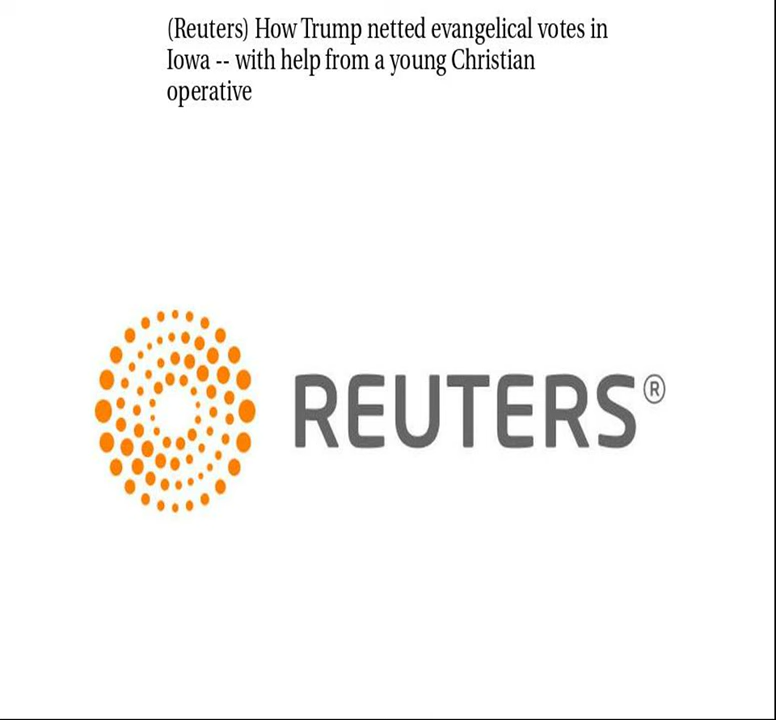 (Reuters) How Trump netted evangelical votes in
Iowa -- with help from a young Christian
operative
REUTERS®